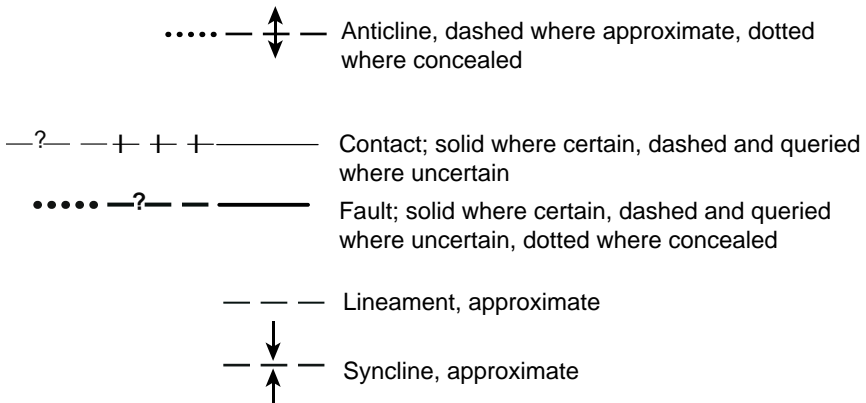 Anticline, dashed where approximate, dotted
where concealed
?
Contact; solid where certain, dashed and queried
where uncertain
?
Fault; solid where certain, dashed and queried
where uncertain, dotted where concealed
Lineament, approximate
Syncline, approximate